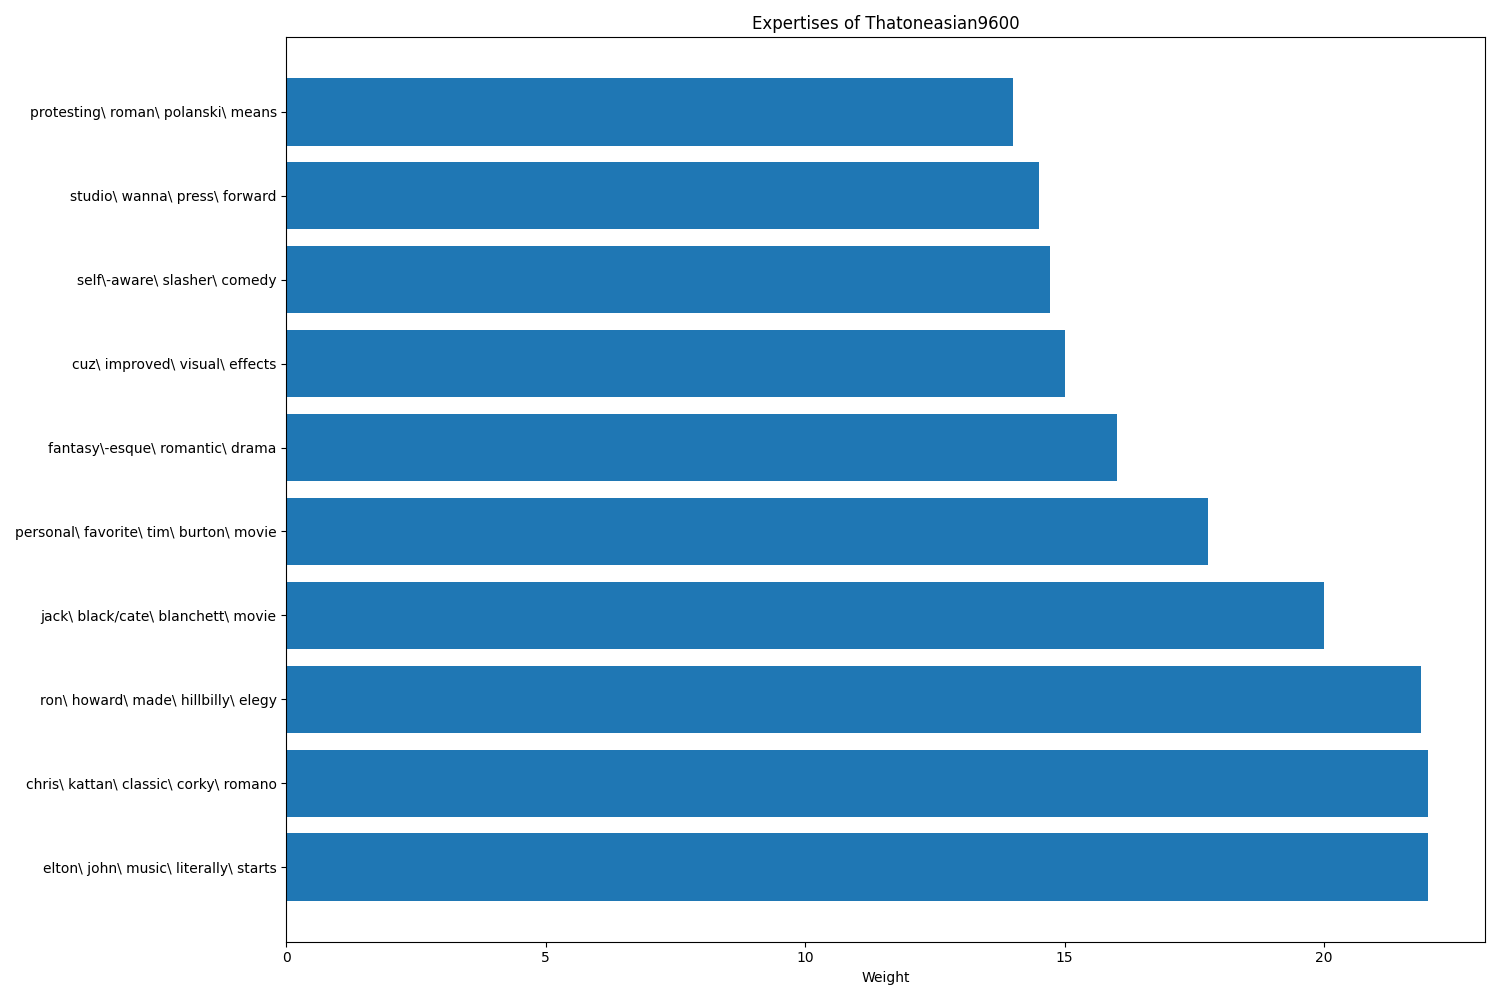 Expertises of Thatoneasian9600
protesting\ roman\ polanski\ means
studio\ wanna\ press\ forward
self\-aware\ slasher\ comedy
cuz\ improved\ visual\ effects
fantasy\-esque\ romantic\ drama
personal\ favorite\ tim\ burton\ movie
jack\ black/cate\ blanchett\ movie
ron\ howard\ made\ hillbilly\ elegy
chris\ kattan\ classic\ corky\ romano
elton\ john\ music\ literally\ starts
0 5 10 15 20
Weight